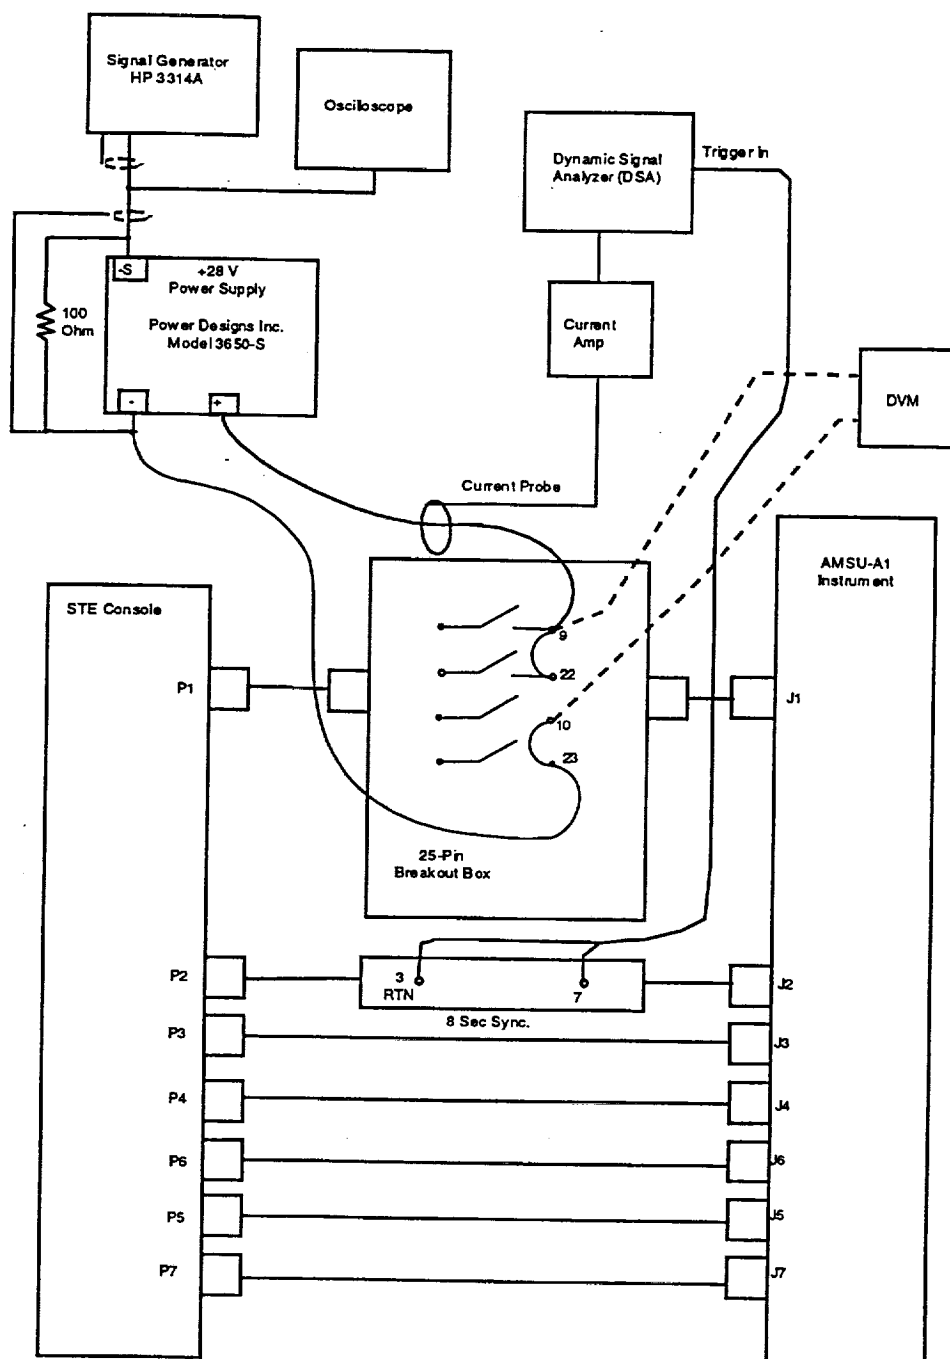 Signal Generator
HP 3314A
Oscilloscope
Dynamic Signal
Analyzer (DSA)
Trigger In
-S
+28 V
Power Supply
Power Designs Inc.
Model 3650-S
100
Ohm
-
+
Current
Amp
DVM
Current Probe
STE Console
AMSU-A1
Instrument
9
22
10
23
P1
J1
25-Pin
Breakout Box
P2
3
RTN
7
J2
8 Sec Sync.
P3
J3
P4
J4
P6
J6
P5
J5
P7
J7